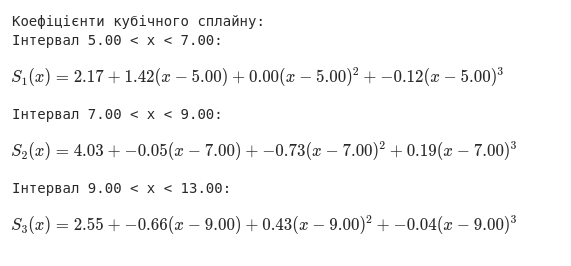 Коефіцієнти кубічного сплайну:
Інтервал 5.00 < x < 7.00:
S₁(x) = 2.17 + 1.42(x − 5.00) + 0.00(x − 5.00)² + −0.12(x − 5.00)³
Інтервал 7.00 < x < 9.00:
S₂(x) = 4.03 + −0.05(x − 7.00) + −0.73(x − 7.00)² + 0.19(x − 7.00)³
Інтервал 9.00 < x < 13.00:
S₃(x) = 2.55 + −0.66(x − 9.00) + 0.43(x − 9.00)² + −0.04(x − 9.00)³